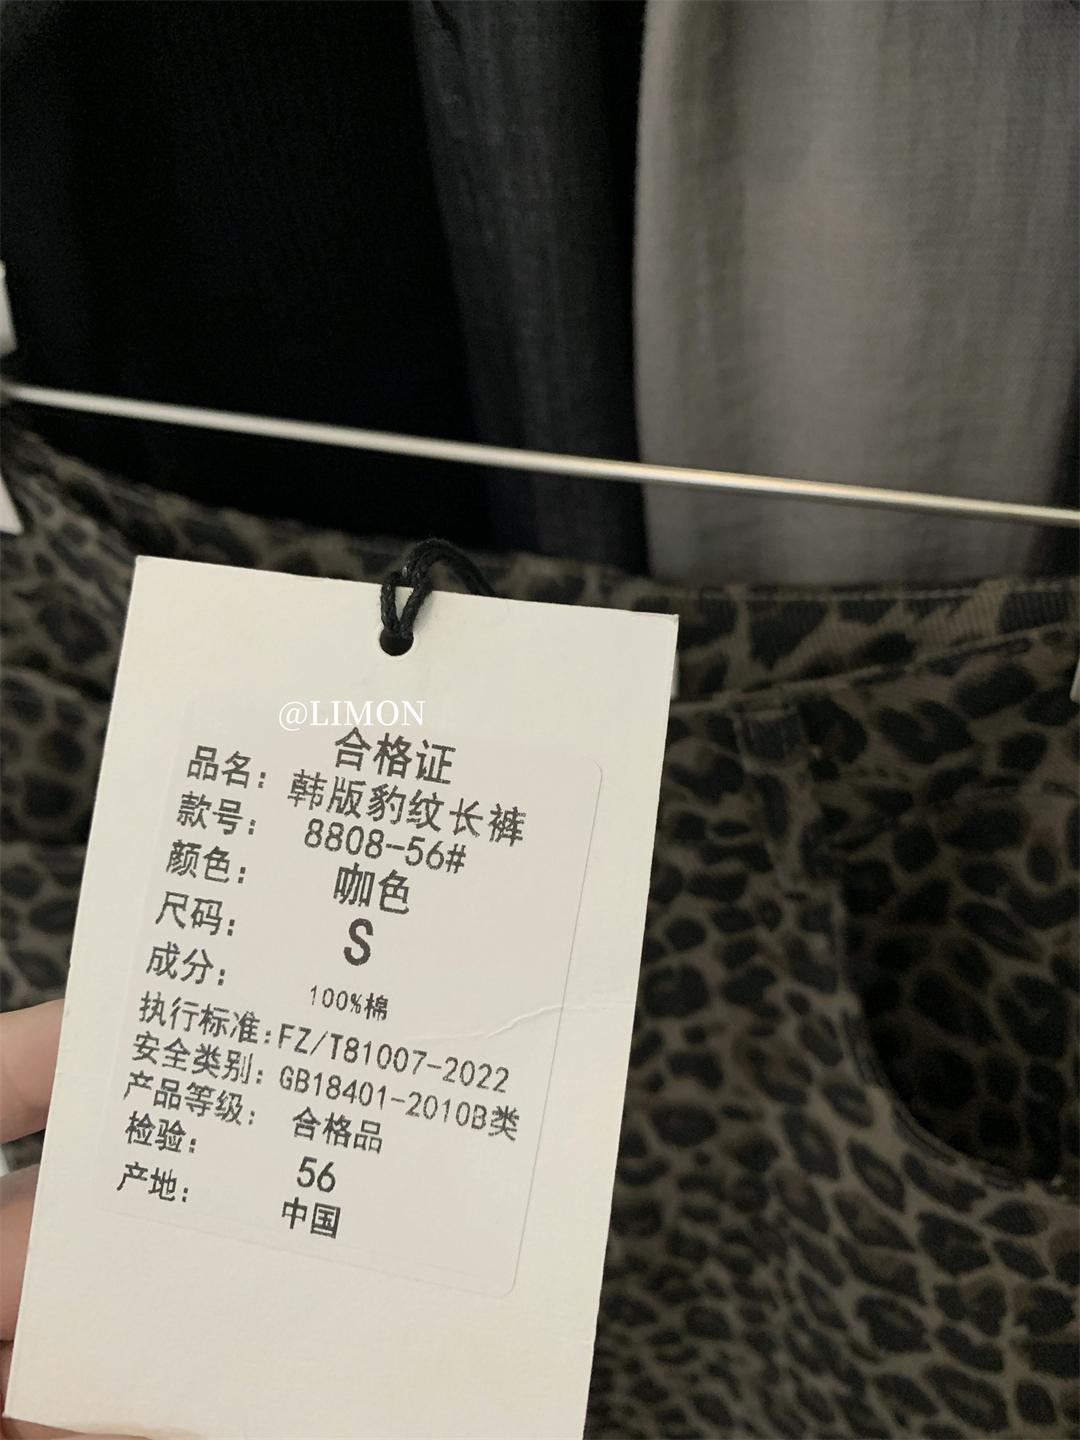 @LIMON
合格证
品名：韩版豹纹长裤
款号：8808-56#
颜色：咖色
尺码：S
成分：100%棉
执行标准：FZ/T81007-2022
安全类别：GB18401-2010B类
产品等级：合格品
检验：56
产地：中国